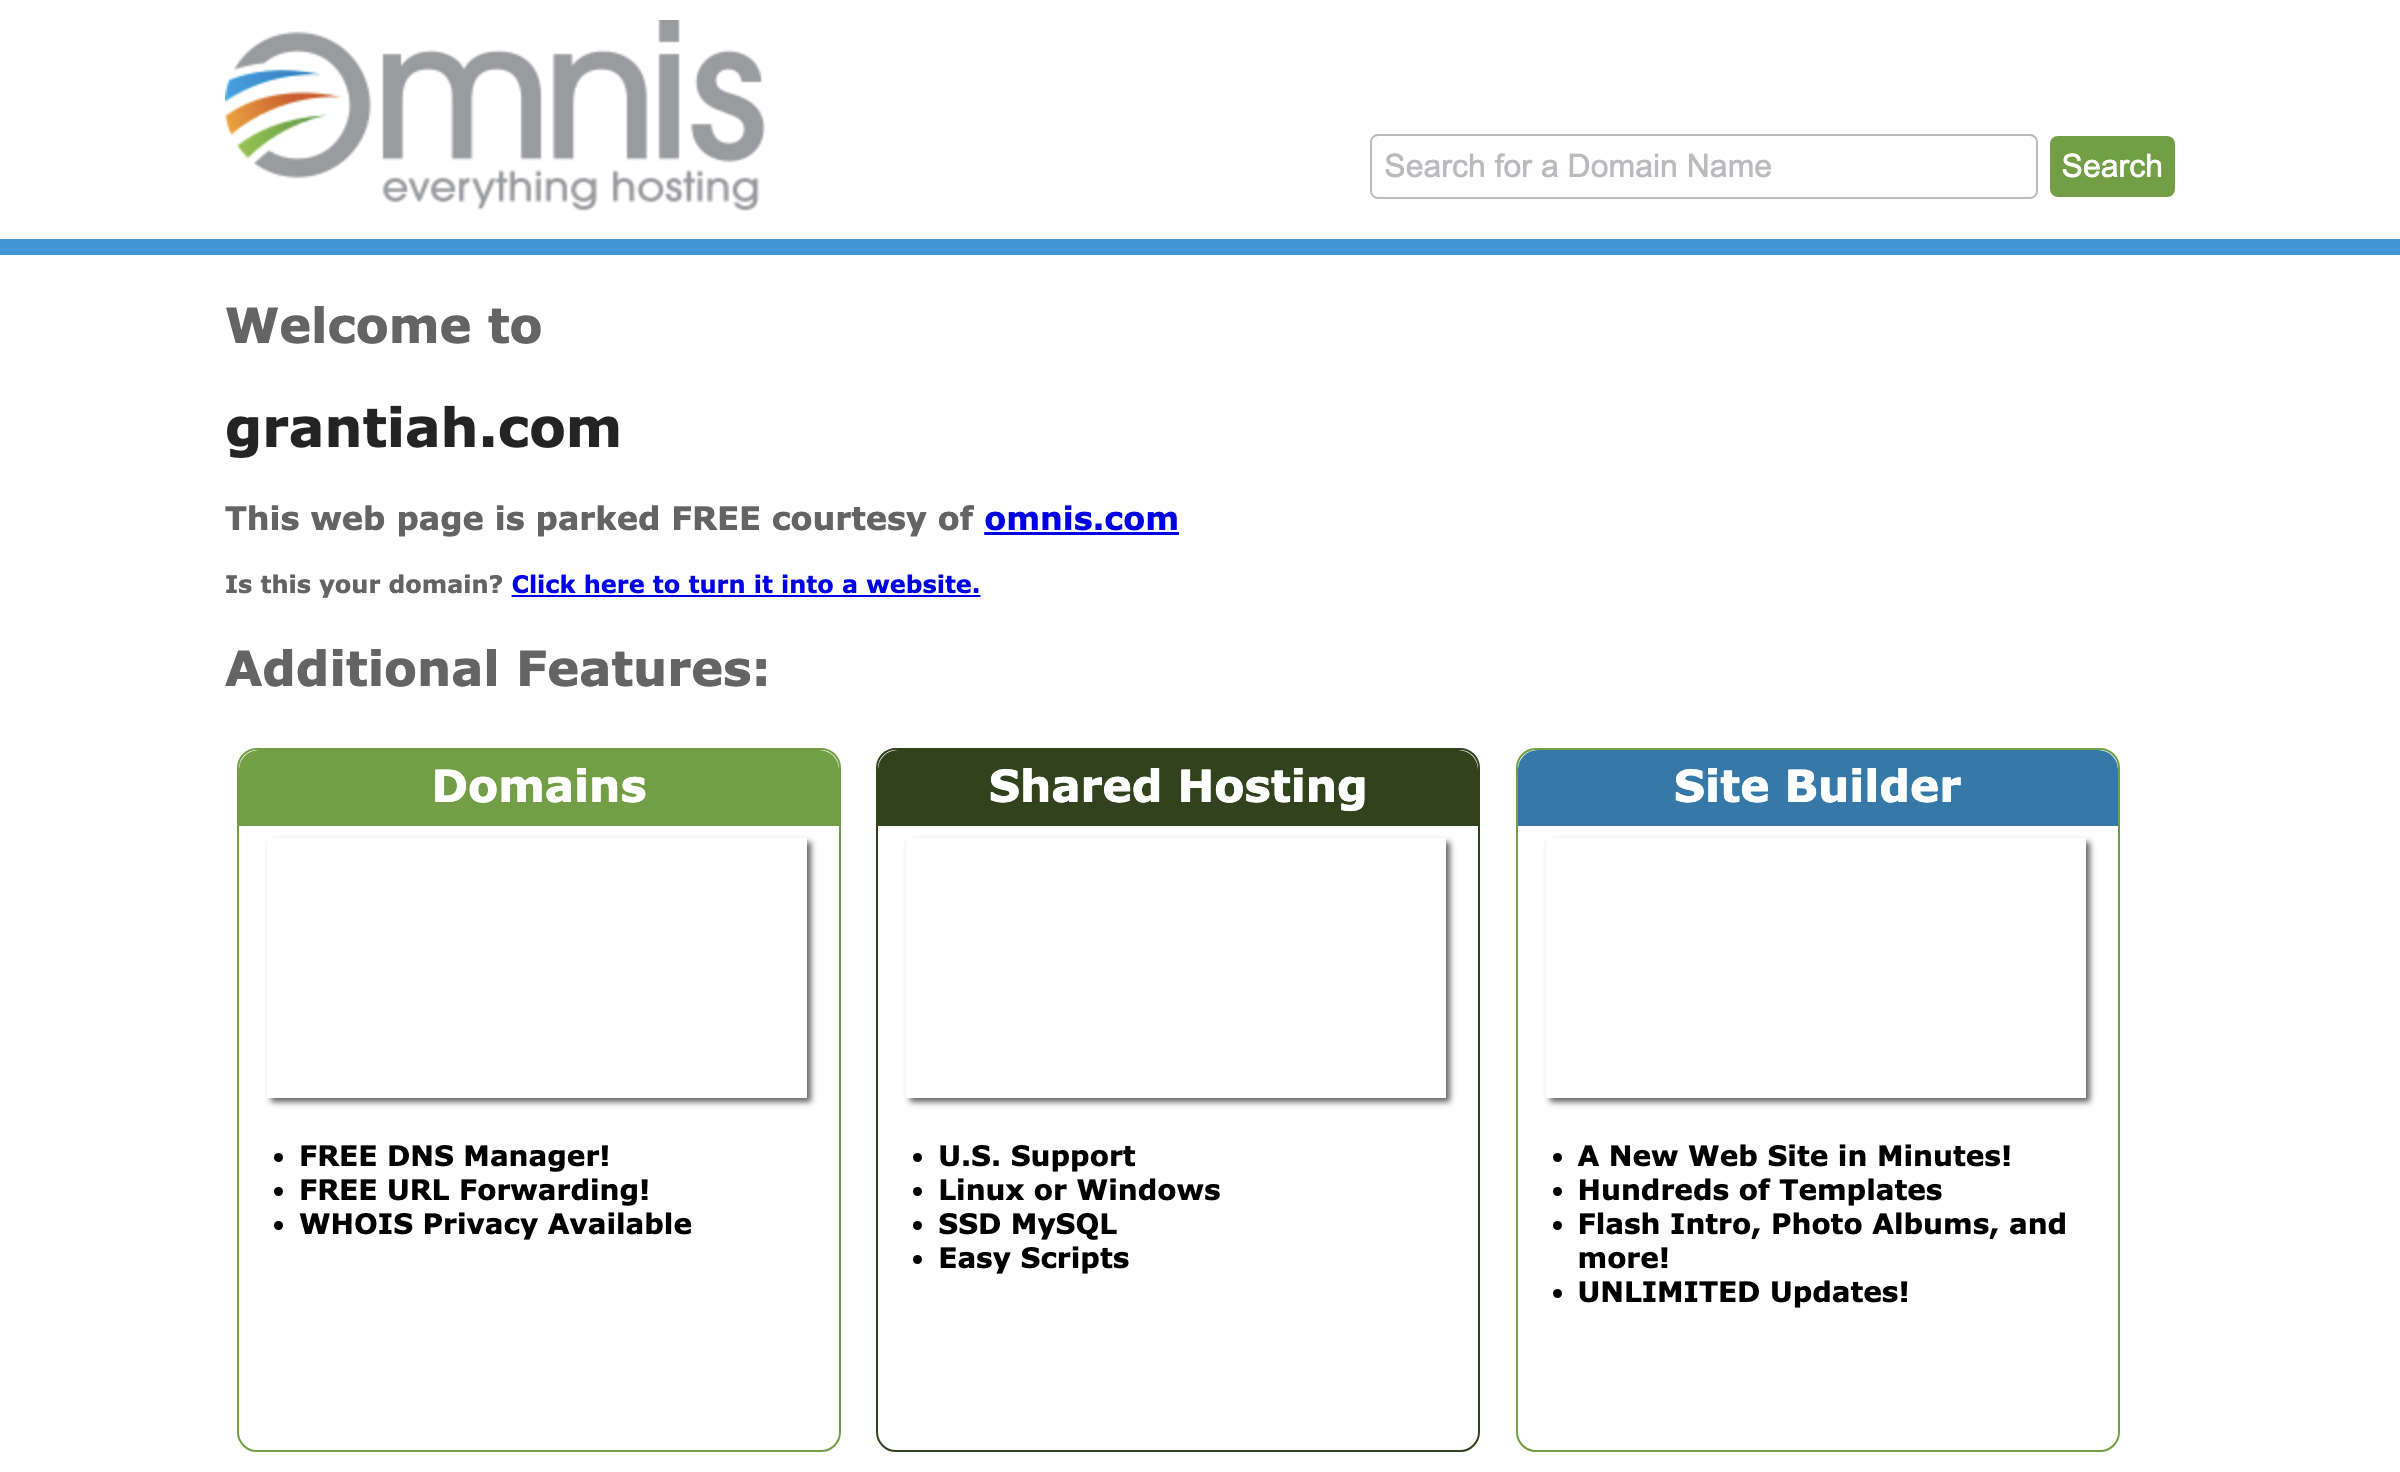 Omnis
everything hosting
Search for a Domain Name
Search
Welcome to
grantiah.com
This web page is parked FREE courtesy of omnis.com
Is this your domain? Click here to turn it into a website.
Additional Features:
Domains
FREE DNS Manager!
FREE URL Forwarding!
WHOIS Privacy Available
Shared Hosting
U.S. Support
Linux or Windows
SSD MySQL
Easy Scripts
Site Builder
A New Web Site in Minutes!
Hundreds of Templates
Flash Intro, Photo Albums, and
more!
UNLIMITED Updates!